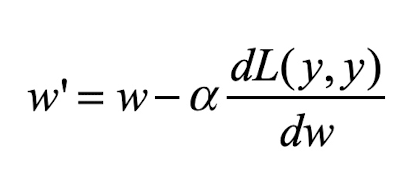 w' = w − α dL(y, y) / dw